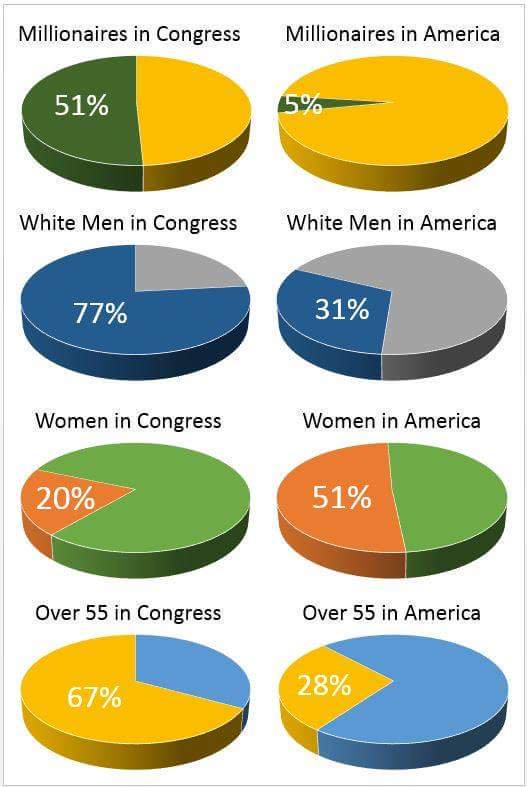 Millionaires in Congress
Millionaires in America
51%
5%
White Men in Congress
White Men in America
77%
31%
Women in Congress
Women in America
20%
51%
Over 55 in Congress
Over 55 in America
67%
28%